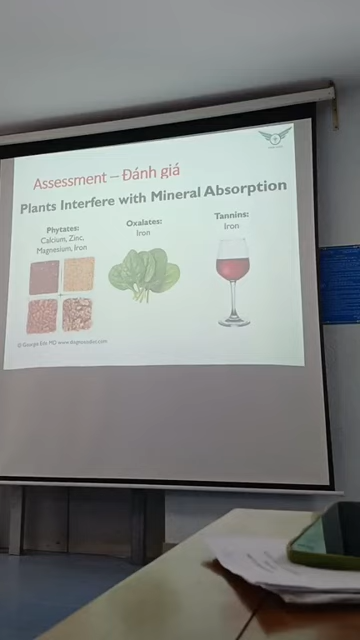 Assessment – Đánh giá
Plants Interfere with Mineral Absorption
Phytates:
Calcium, Zinc,
Magnesium, Iron
Oxalates:
Iron
Tannins:
Iron